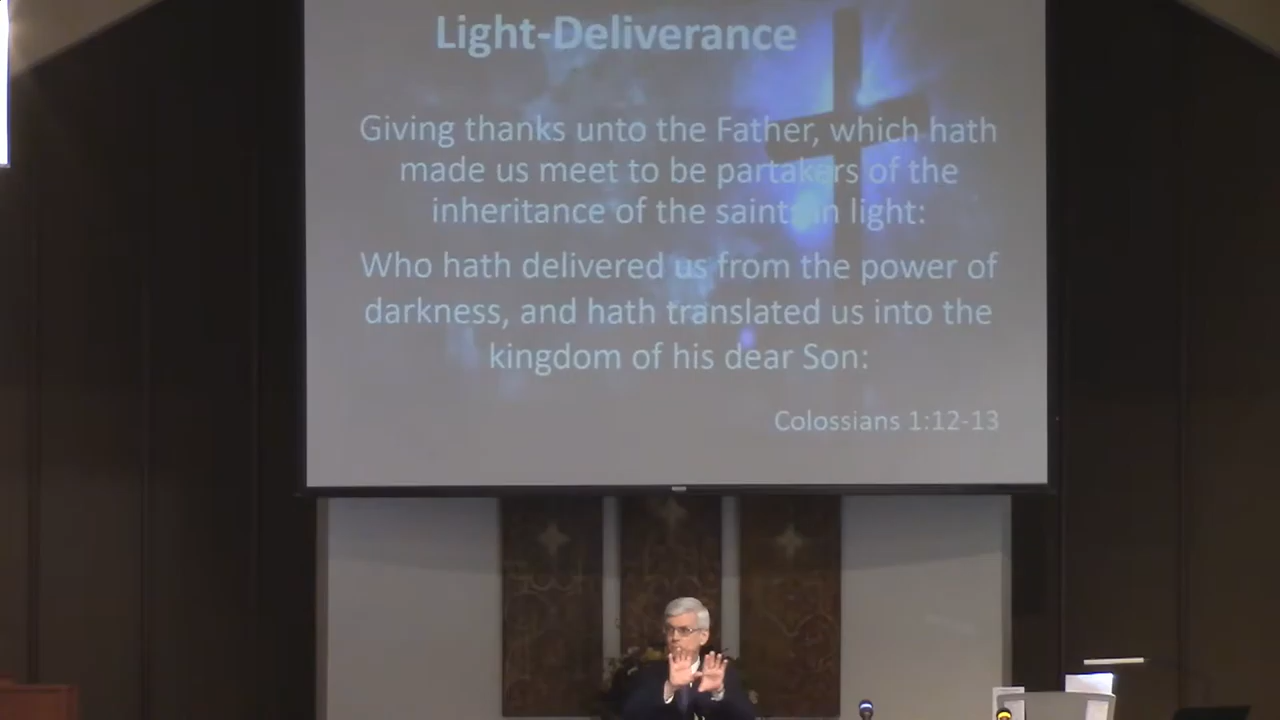 Light-Deliverance
Giving thanks unto the Father, which hath
made us meet to be partakers of the
inheritance of the saints in light:
Who hath delivered us from the power of
darkness, and hath translated us into the
kingdom of his dear Son:
Colossians 1:12-13